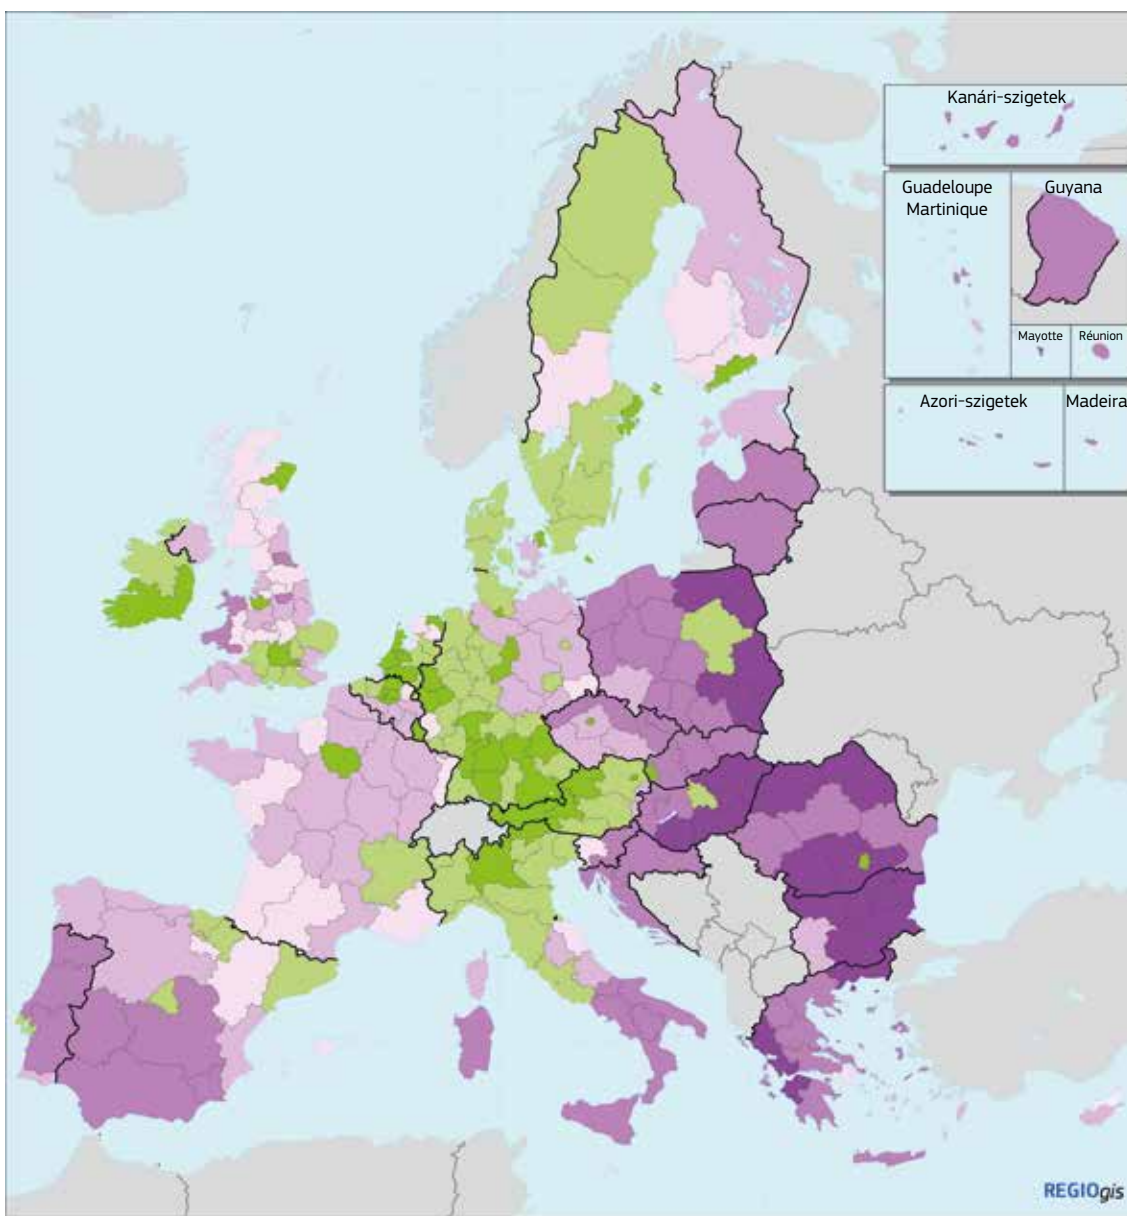 Kanári-szigetek
Guadeloupe
Martinique
Guyana
Mayotte
Réunion
Azori-szigetek
Madeira
REGIOgis